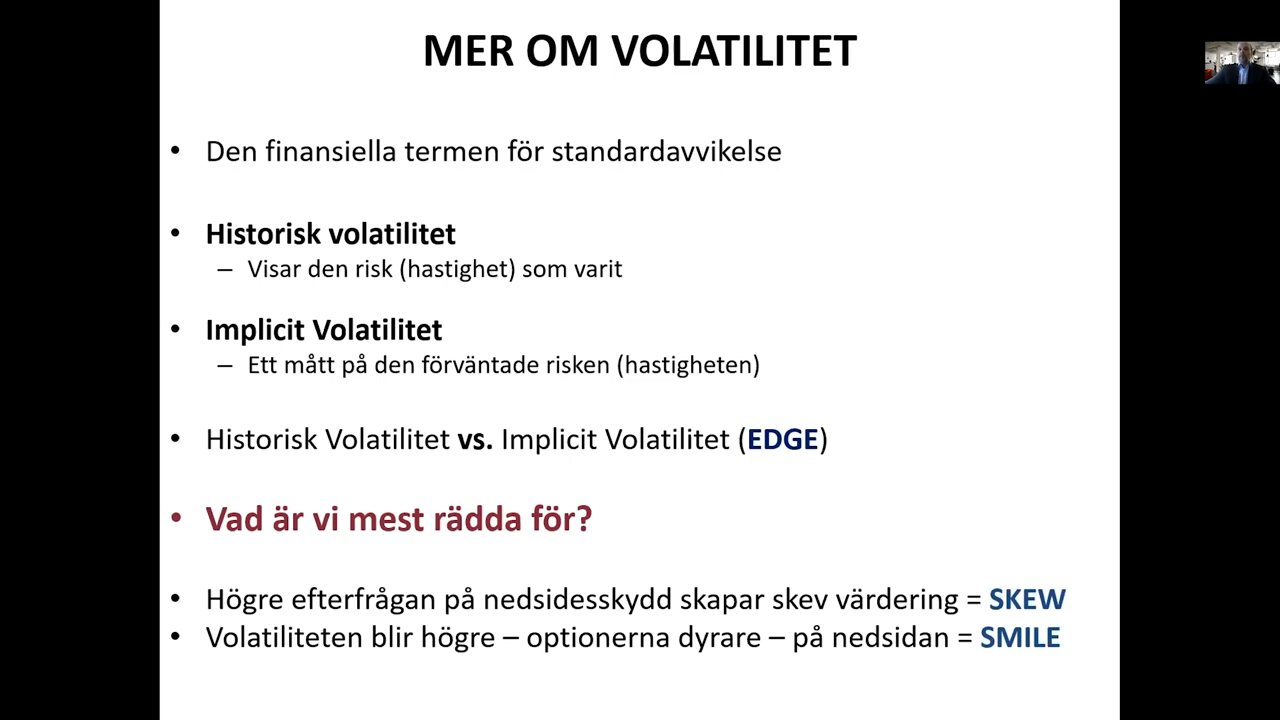 MER OM VOLATILITET
• Den finansiella termen för standardavvikelse
• Historisk volatilitet
– Visar den risk (hastighet) som varit
• Implicit Volatilitet
– Ett mått på den förväntade risken (hastigheten)
• Historisk Volatilitet vs. Implicit Volatilitet (EDGE)
• Vad är vi mest rädda för?
• Högre efterfrågan på nedsidesskydd skapar skev värdering = SKEW
• Volatiliteten blir högre – optionerna dyrare – på nedsidan = SMILE